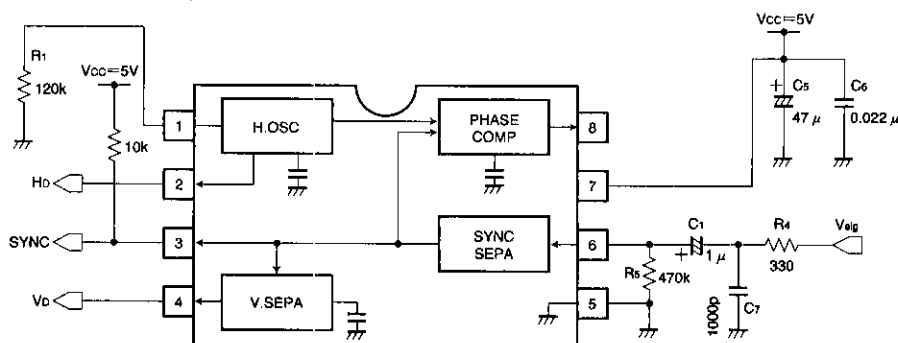 VCC=5V
R1
120k
VCC=5V
10k
C5
47 μ
C6
0.022 μ
1
H.OSC
PHASE
COMP
8
HD
2
7
SYNC
3
SYNC
SEPA
6
C1
1 μ
R4
330
Vsig
R5
470k
VD
4
V.SEPA
5
1000p
C7
+
+